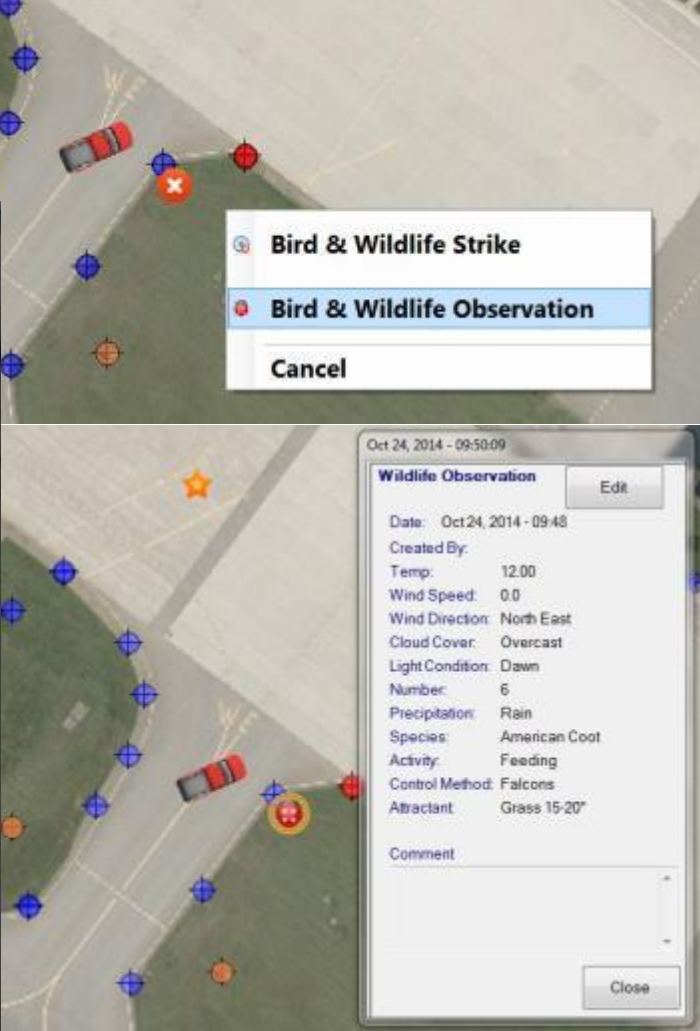 Bird & Wildlife Strike
Bird & Wildlife Observation
Cancel
Oct 24, 2014 - 09:50:09
Wildlife Observation
Edit
Date: Oct 24, 2014 - 09:48
Created By:
Temp: 12.00
Wind Speed: 0.0
Wind Direction: North East
Cloud Cover: Overcast
Light Condition: Dawn
Number: 6
Precipitation: Rain
Species: American Coot
Activity: Feeding
Control Method: Falcons
Attractant: Grass 15-20"
Comment
Close